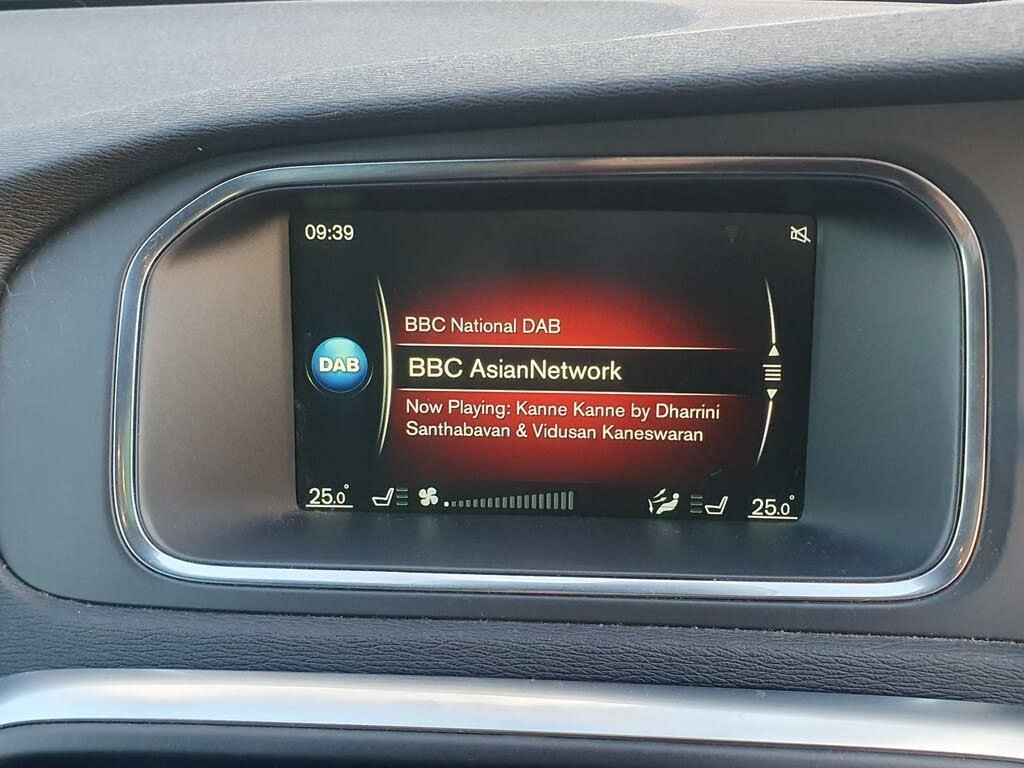 09:39
BBC National DAB
DAB
BBC AsianNetwork
Now Playing: Kanne Kanne by Dharrini
Santhabavan & Vidusan Kaneswaran
25.0° 25.0°